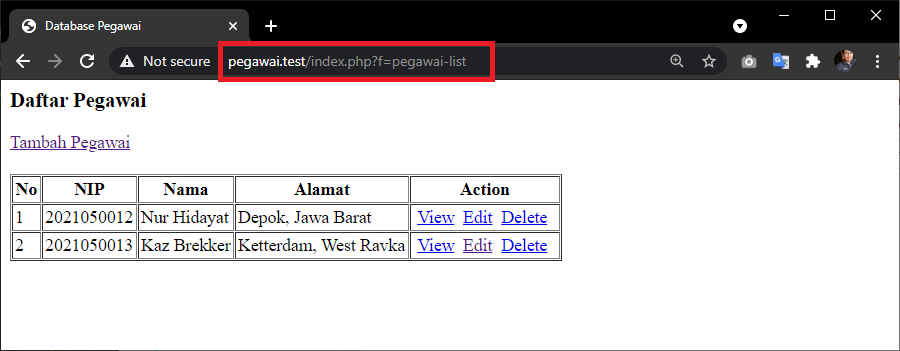 Database Pegawai
Not secure pegawai.test/index.php?f=pegawai-list
Daftar Pegawai
Tambah Pegawai
No NIP Nama Alamat Action
1 2021050012 Nur Hidayat Depok, Jawa Barat View Edit Delete
2 2021050013 Kaz Brekker Ketterdam, West Ravka View Edit Delete